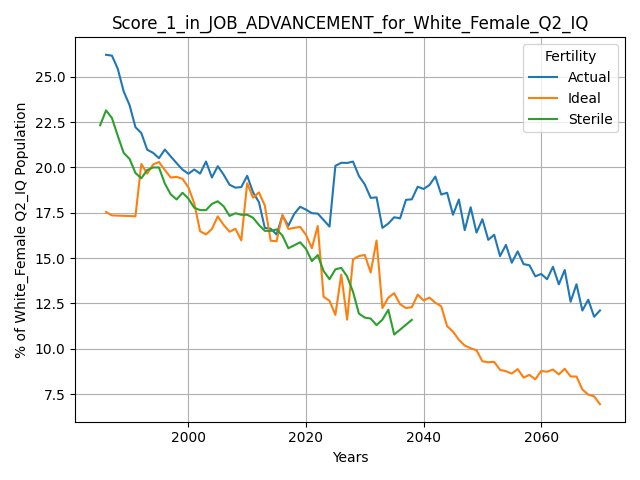 Score_1_in_JOB_ADVANCEMENT_for_White_Female_Q2_IQ
% of White_Female Q2_IQ Population
25.0
22.5
20.0
17.5
15.0
12.5
10.0
7.5
Fertility
Actual
Ideal
Sterile
2000
2020
2040
2060
Years